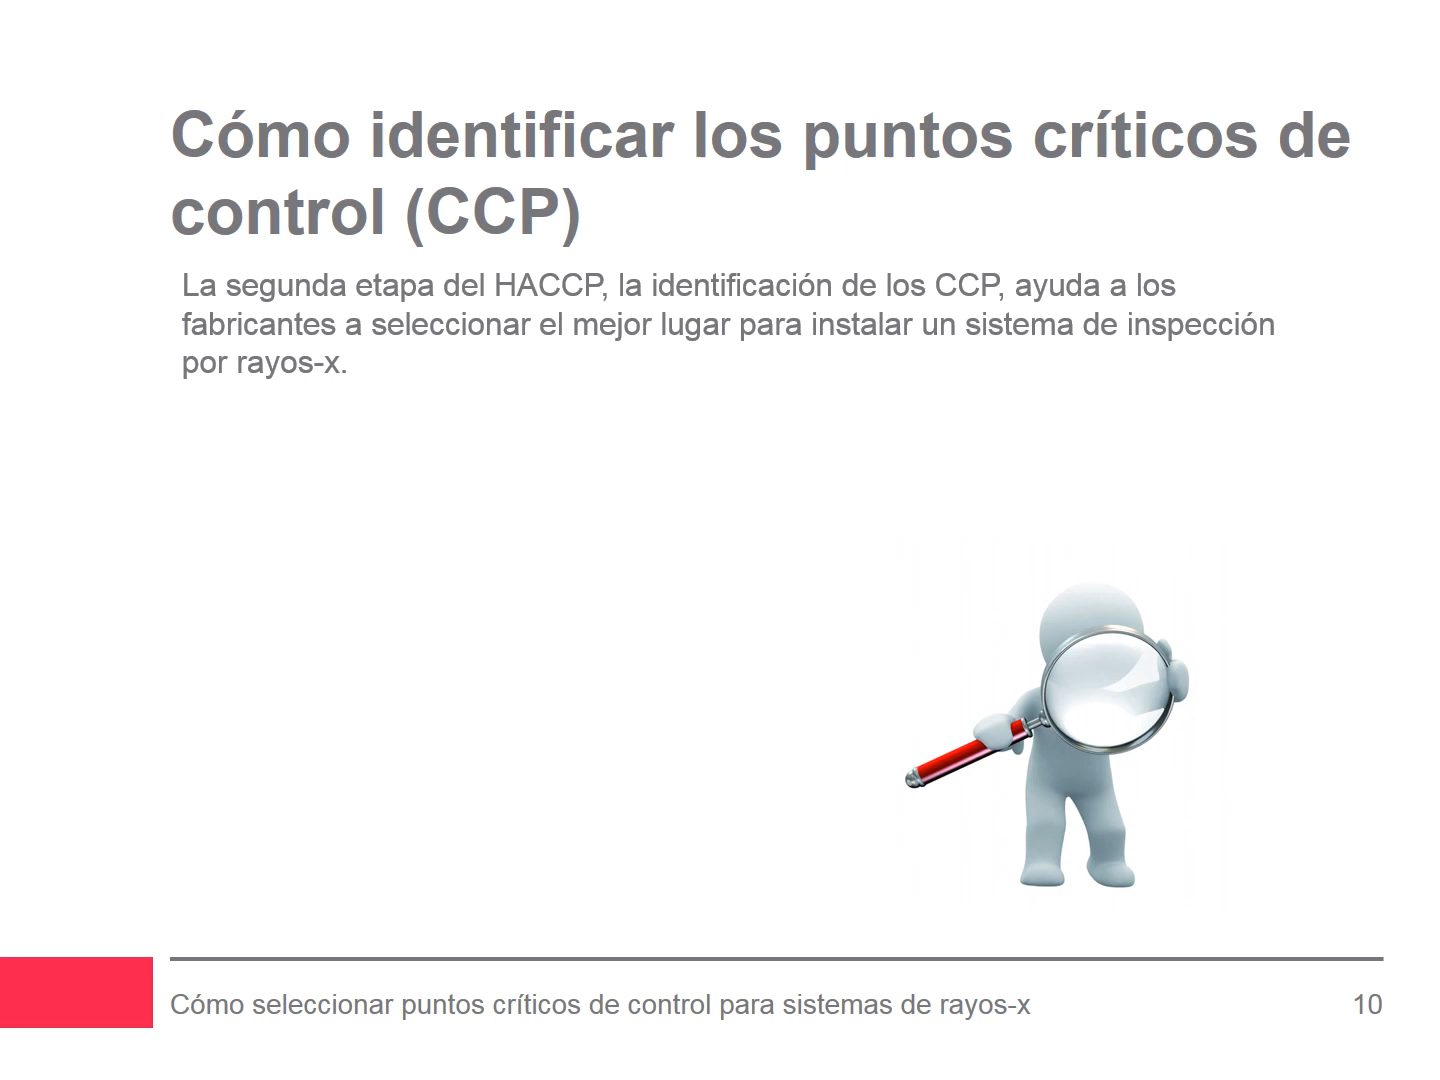 Cómo identificar los puntos críticos de
control (CCP)
La segunda etapa del HACCP, la identificación de los CCP, ayuda a los
fabricantes a seleccionar el mejor lugar para instalar un sistema de inspección
por rayos-x.
Cómo seleccionar puntos críticos de control para sistemas de rayos-x
10